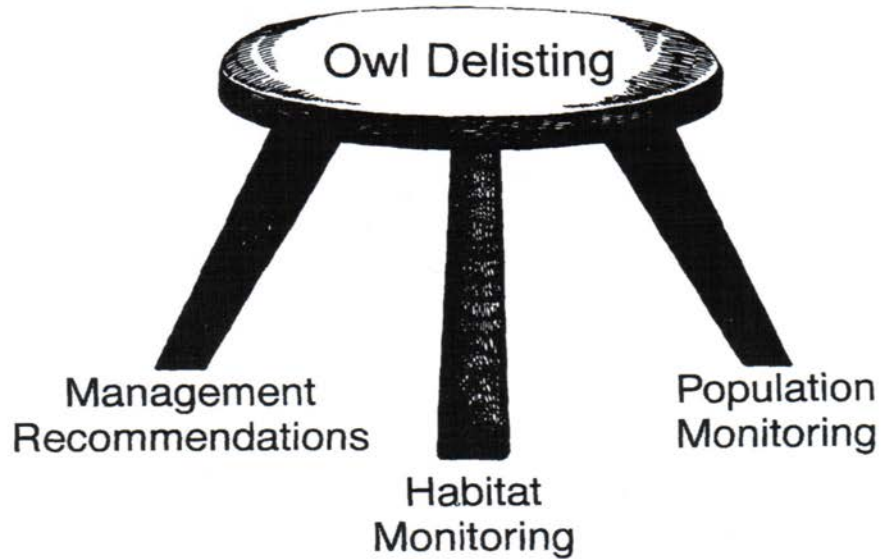 Owl Delisting
Management
Recommendations
Habitat
Monitoring
Population
Monitoring